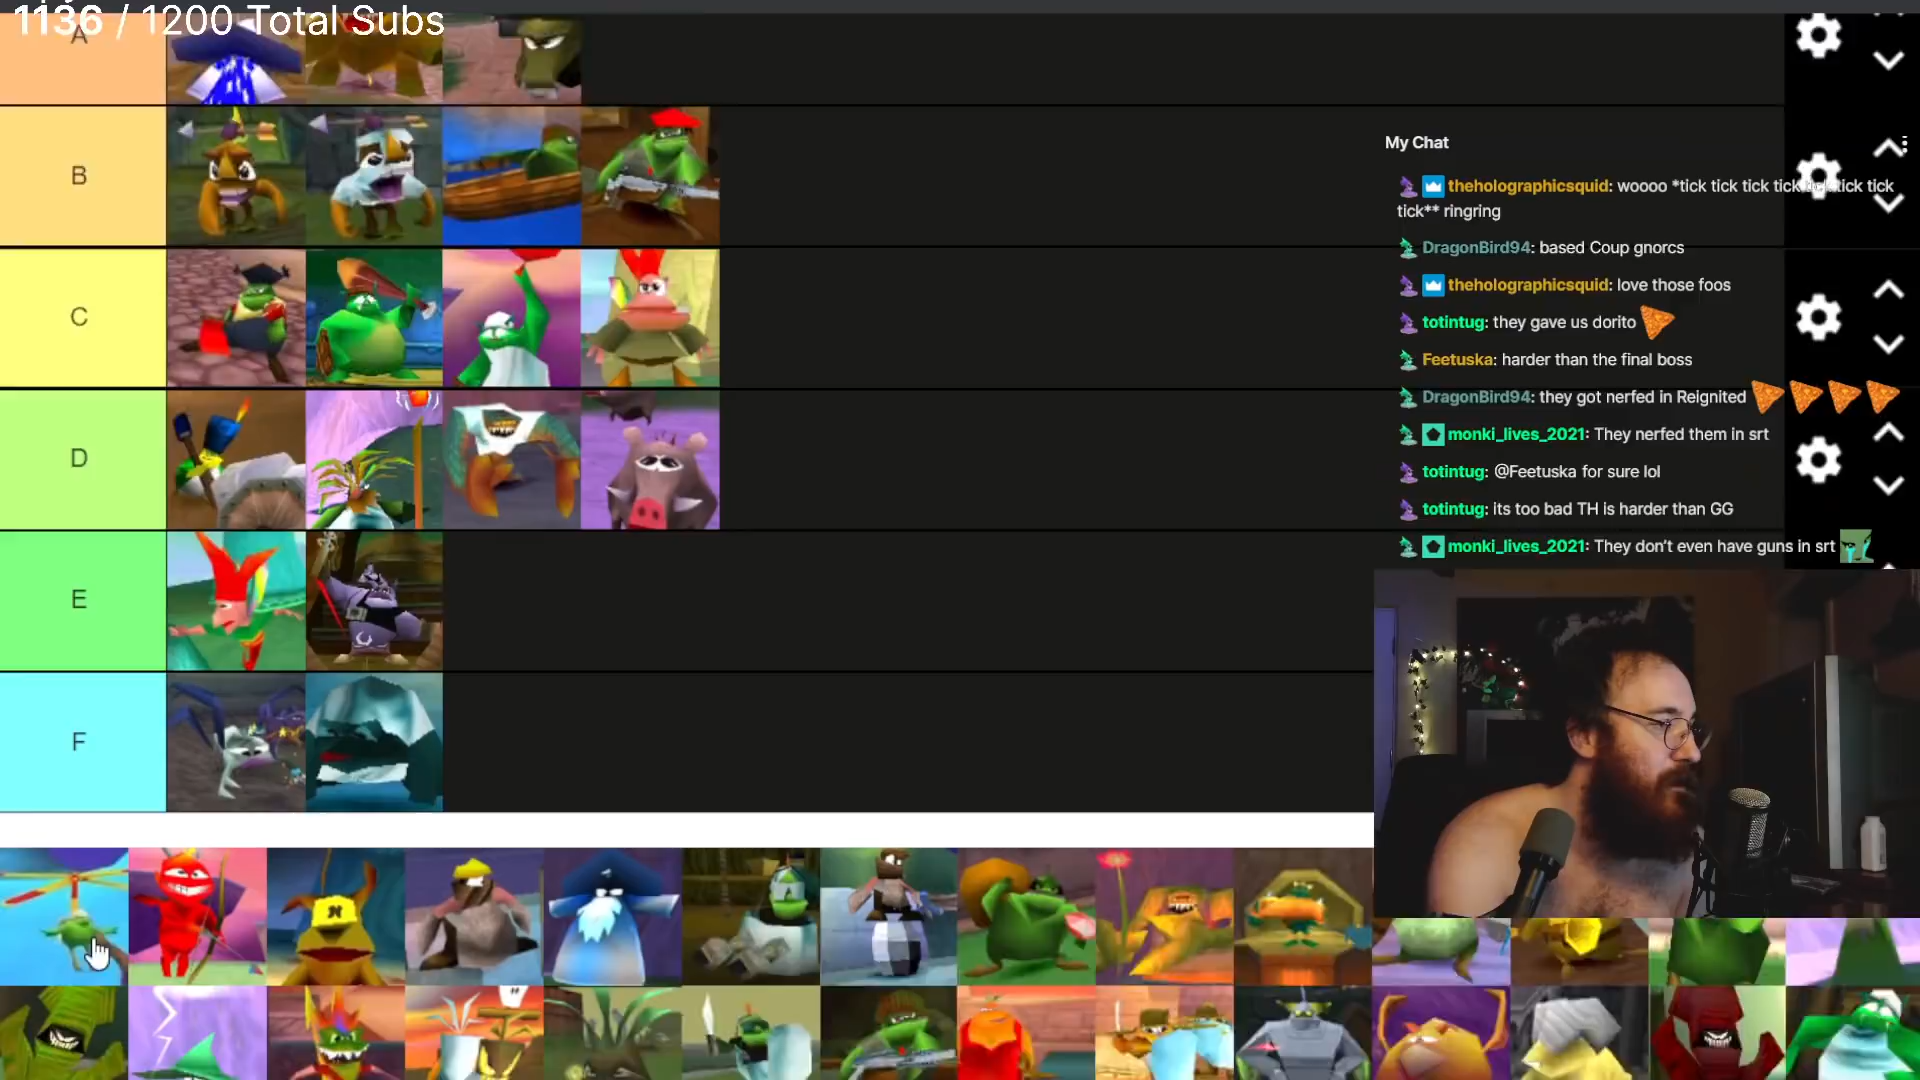 1136 / 1200 Total Subs
A
B
C
D
E
F
My Chat
theholographicsquid: woooo *tick tick tick tick tick tick tick
tick** ringring
DragonBird94: based Coup gnorcs
theholographicsquid: love those foos
totintug: they gave us dorito
Feetuska: harder than the final boss
DragonBird94: they got nerfed in Reignited
monki_lives_2021: They nerfed them in srt
totintug: @Feetuska for sure lol
totintug: its too bad TH is harder than GG
monki_lives_2021: They don't even have guns in srt